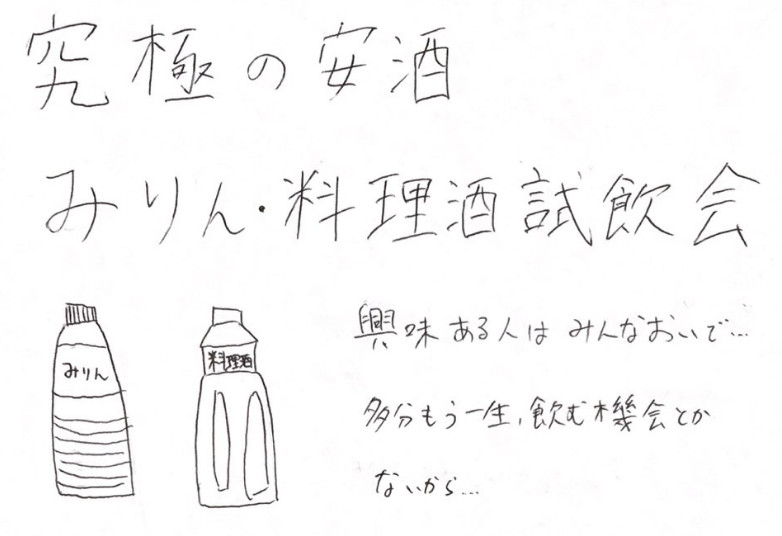 究極の安酒
みりん・料理酒試飲会
みりん
料理酒
興味ある人はみんなおいで…
多分もう一生、飲む機会とか
ないから…